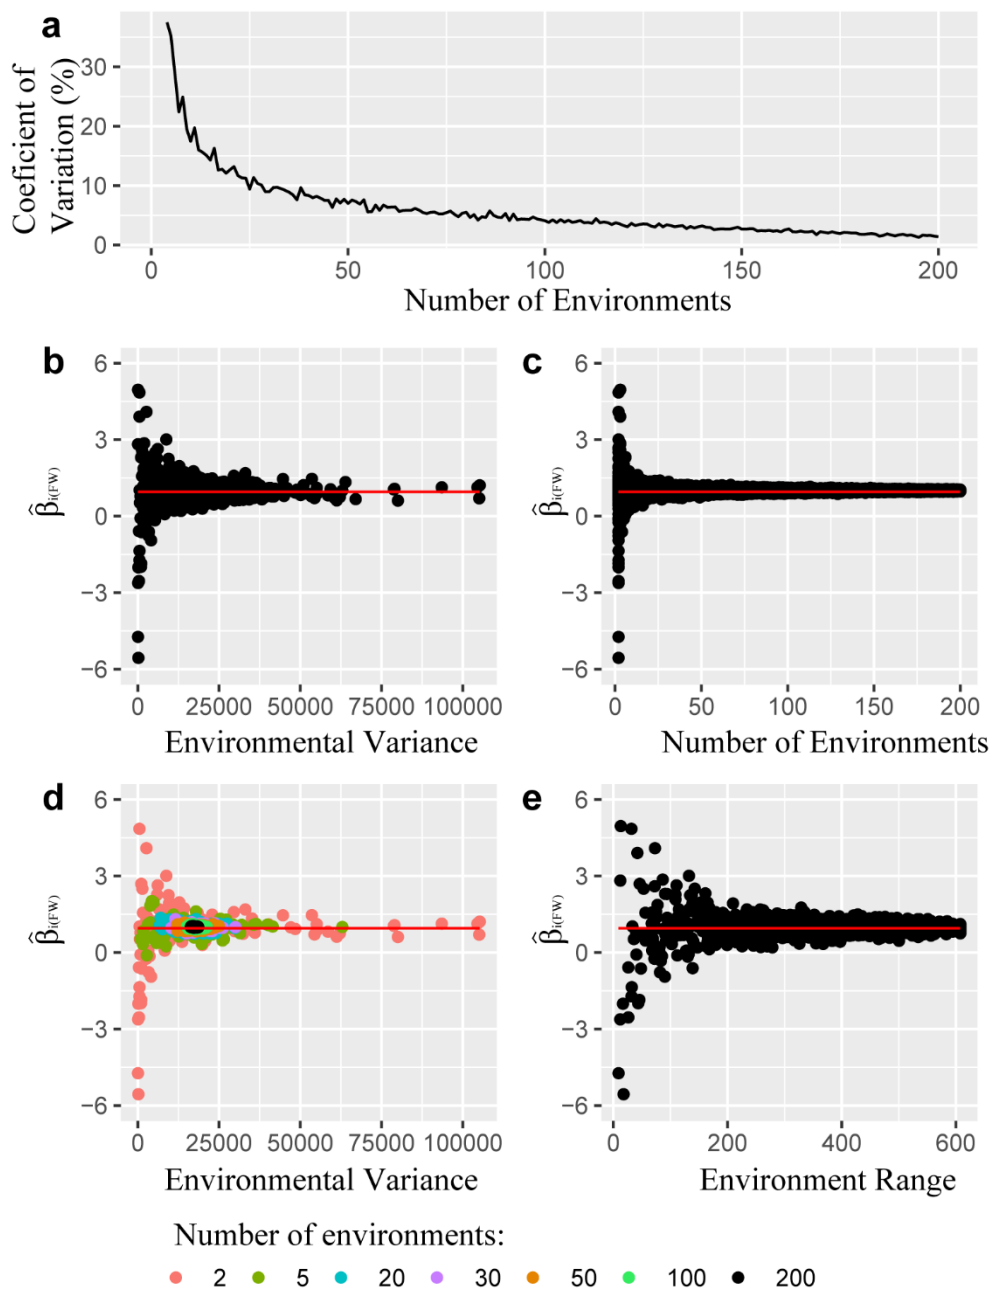 a
Coeficient of
Variation (%)
30
20
10
0
0 50 100 150 200
Number of Environments
b
6
3
0
−3
−6
β̂i(FW)
0 25000 50000 75000 100000
Environmental Variance
c
6
3
0
−3
−6
β̂i(FW)
0 50 100 150 200
Number of Environments
d
6
3
0
−3
−6
β̂i(FW)
0 25000 50000 75000 100000
Environmental Variance
e
6
3
0
−3
−6
β̂i(FW)
0 200 400 600
Environment Range
Number of environments:
2 5 20 30 50 100 200